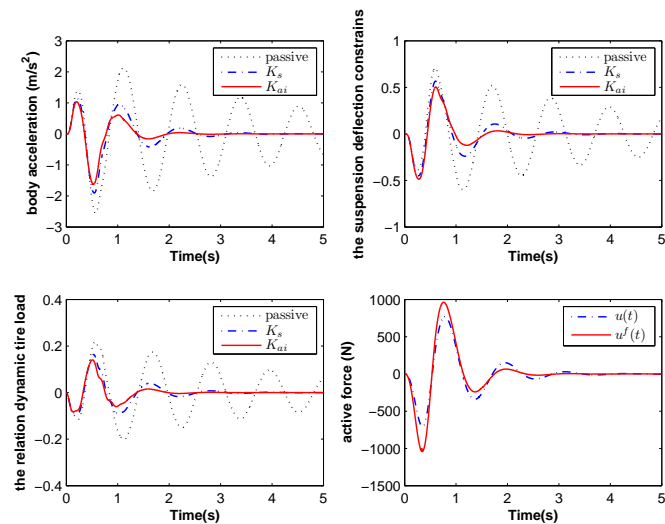 passive
K_s
K_ai
body acceleration (m/s²)
3
2
1
0
−1
−2
−3
0 1 2 3 4 5
Time(s)
passive
K_s
K_ai
the suspension deflection constrains
1
0.5
0
−0.5
−1
0 1 2 3 4 5
Time(s)
passive
K_s
K_ai
the relation dynamic tire load
0.4
0.2
0
−0.2
−0.4
0 1 2 3 4 5
Time(s)
u(t)
u^f(t)
active force (N)
1000
500
0
−500
−1000
−1500
0 1 2 3 4 5
Time(s)